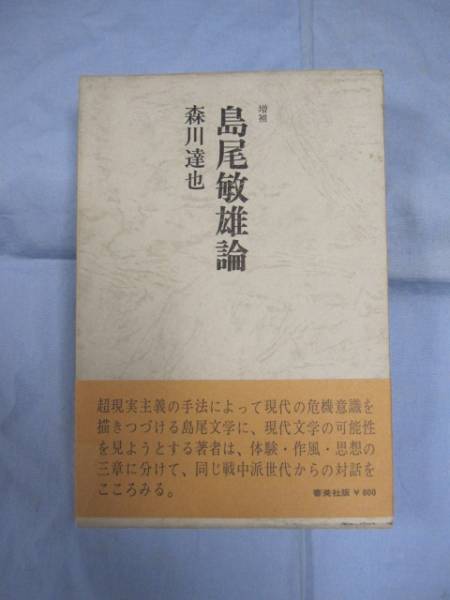 増補
島尾敏雄論
森川達也
超現実主義の手法によって現代の危機意識を
描きつづける島尾文学に、現代文学の可能性
を見ようとする著者は、体験・作風・思想の
三章に分けて、同じ戦中派世代からの対話を
こころみる。
審美社版 ¥800